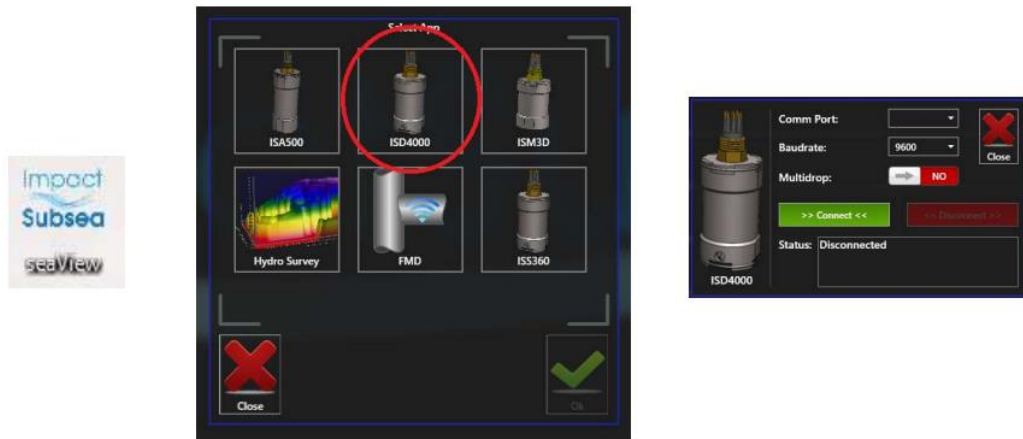 Impact
Subsea
seaView
Select App
ISA500
ISD4000
ISM3D
Hydro Survey
FMD
ISS360
Close
Ok
Comm Port:
Baudrate: 9600
Close
Multidrop: NO
>> Connect <<
<< Disconnect >>
Status: Disconnected
ISD4000